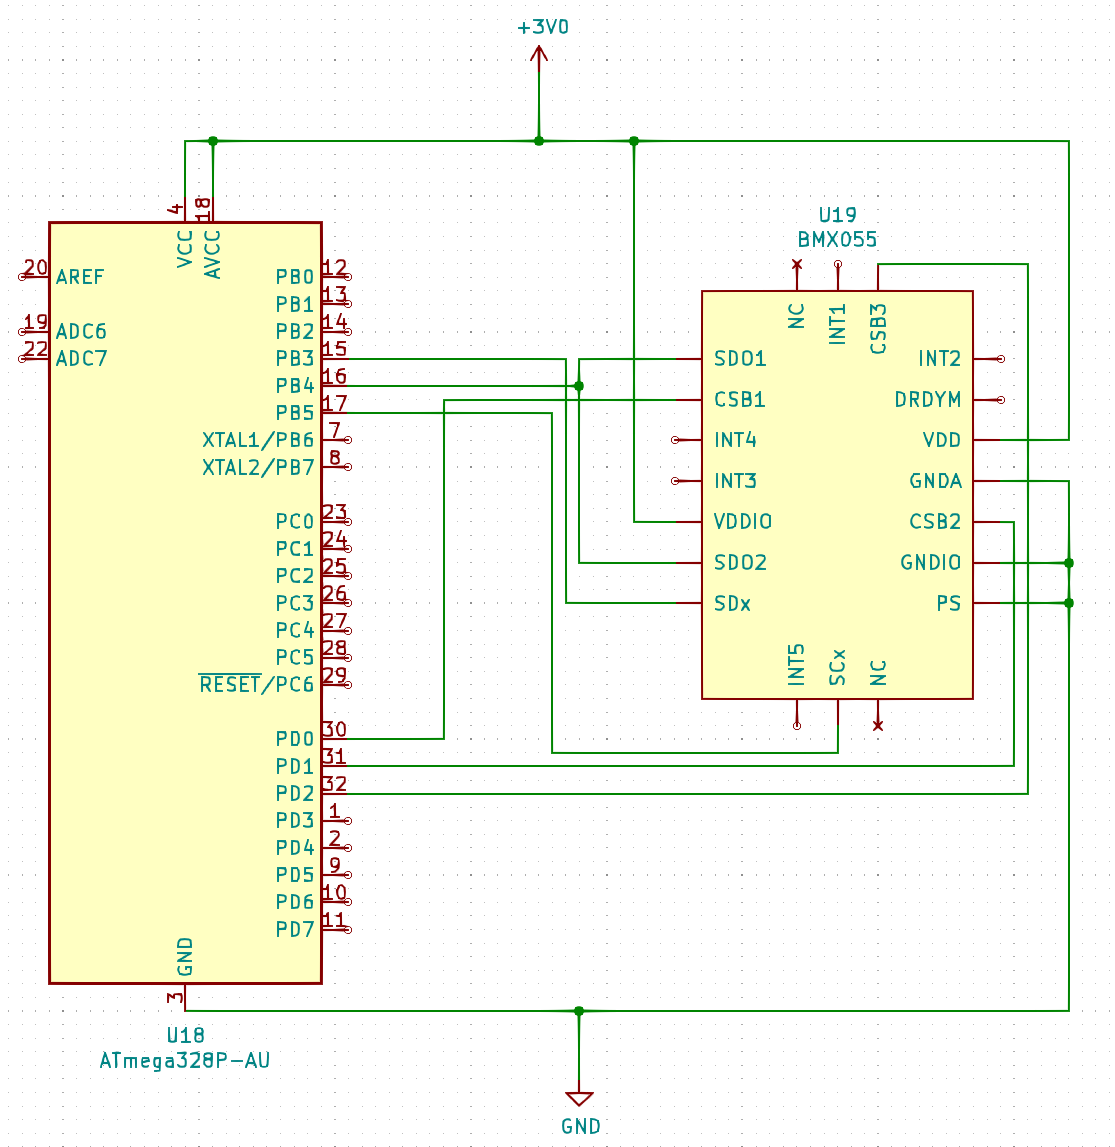 +3V0
4
18
VCC
AVCC
20
AREF
19
ADC6
22
ADC7
PB0
12
PB1
13
PB2
14
PB3
15
PB4
16
PB5
17
XTAL1/PB6
7
XTAL2/PB7
8
PC0
23
PC1
24
PC2
25
PC3
26
PC4
27
PC5
28
RESET/PC6
29
PD0
30
PD1
31
PD2
32
PD3
1
PD4
2
PD5
9
PD6
10
PD7
11
GND
3
U18
ATmega328P-AU
U19
BMX055
NC
INT1
CSB3
SDO1
CSB1
INT4
INT3
VDDIO
SDO2
SDx
INT2
DRDYM
VDD
GNDA
CSB2
GNDIO
PS
INT5
SCx
NC
GND